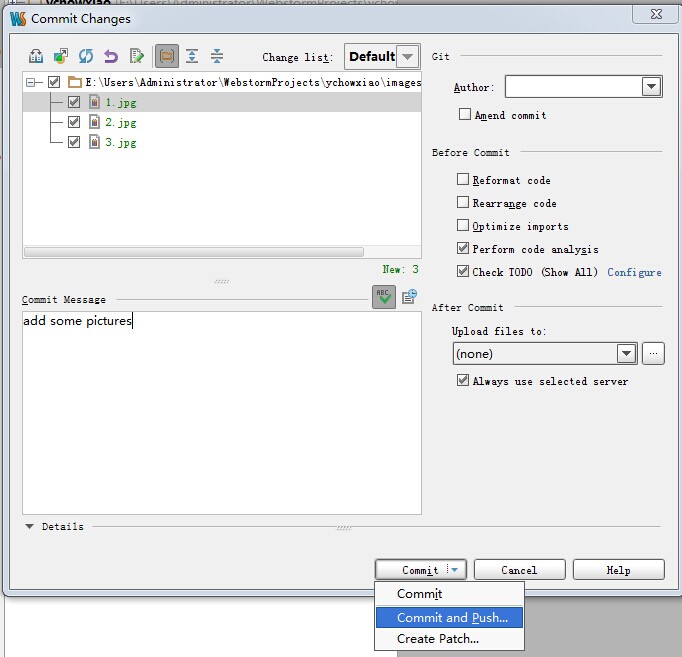 Commit Changes
Change list: Default
E:\Users\Administrator\WebstormProjects\ychowxiao\images
1.jpg
2.jpg
3.jpg
New: 3
Commit Message
ABC
add some pictures
Git
Author:
Amend commit
Before Commit
Reformat code
Rearrange code
Optimize imports
Perform code analysis
Check TODO (Show All) Configure
After Commit
Upload files to:
(none)
...
Always use selected server
Details
Commit Cancel Help
Commit
Commit and Push...
Create Patch...